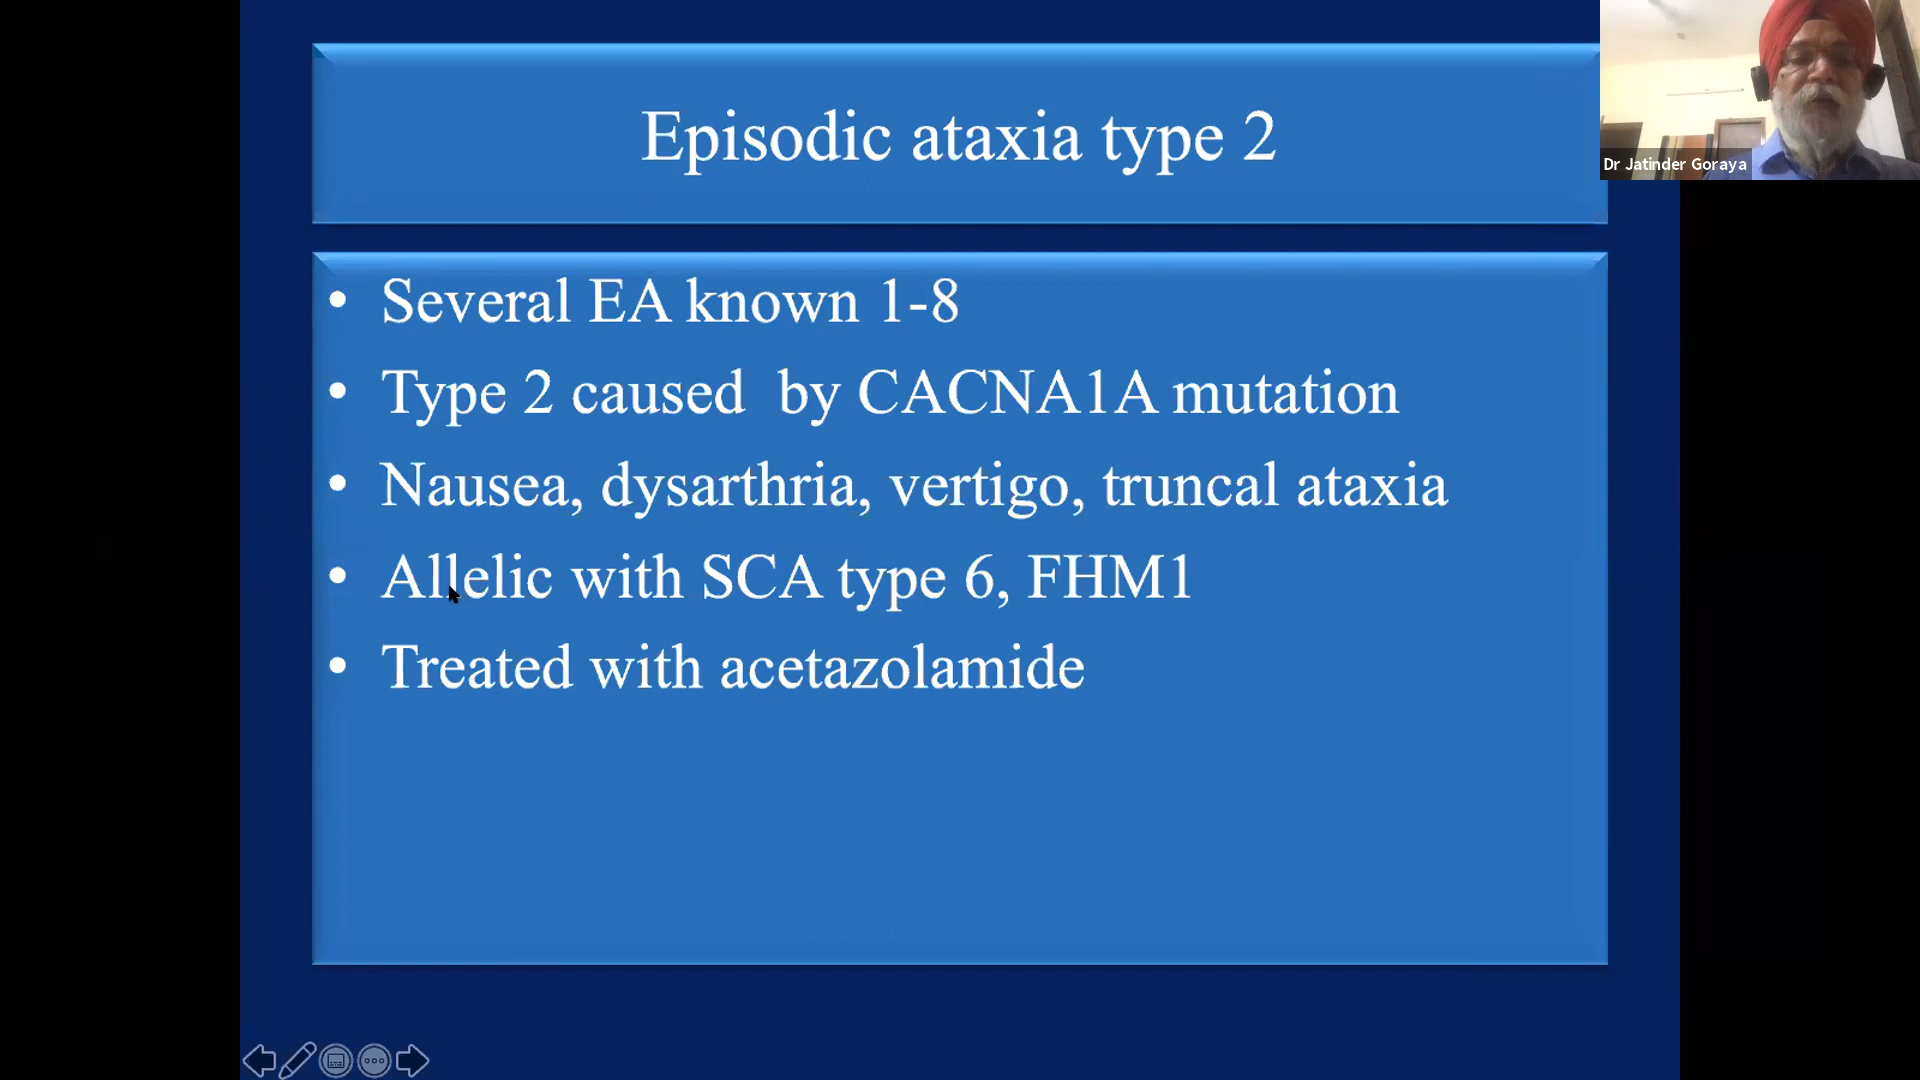 Episodic ataxia type 2
Dr Jatinder Goraya
• Several EA known 1-8
• Type 2 caused  by CACNA1A mutation
• Nausea, dysarthria, vertigo, truncal ataxia
• Allelic with SCA type 6, FHM1
• Treated with acetazolamide